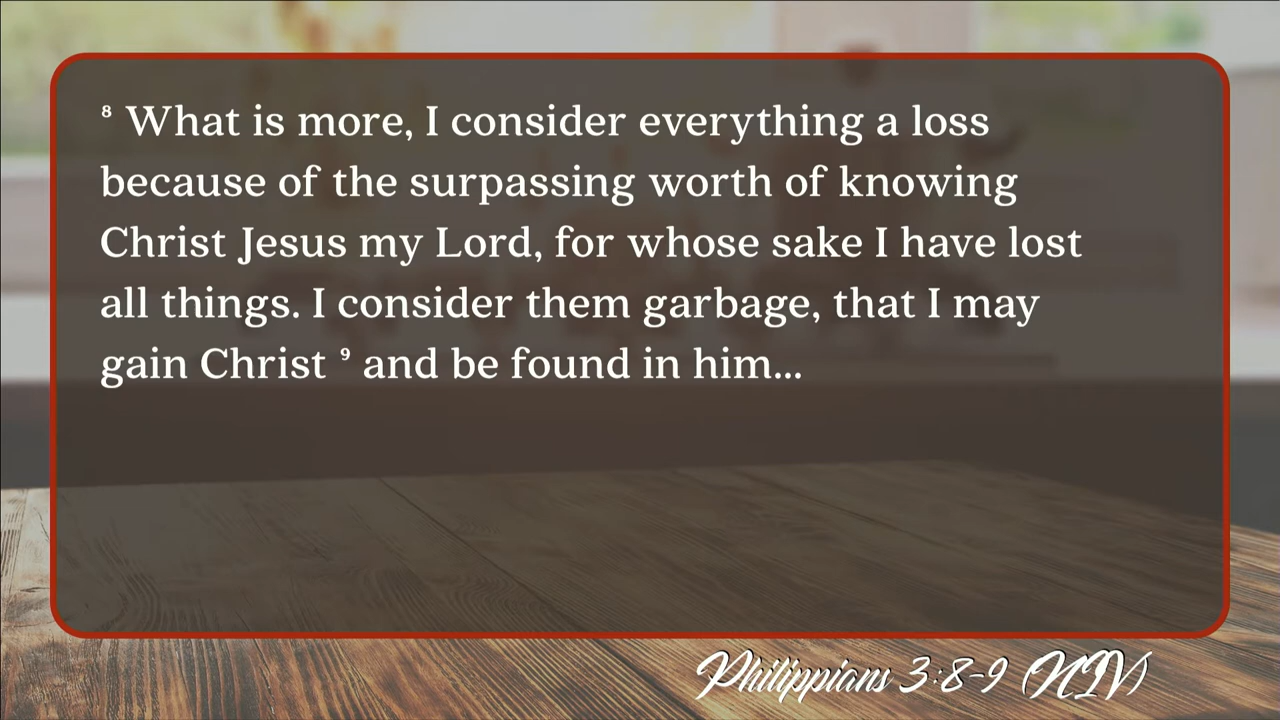 ⁸ What is more, I consider everything a loss
because of the surpassing worth of knowing
Christ Jesus my Lord, for whose sake I have lost
all things. I consider them garbage, that I may
gain Christ ⁹ and be found in him...
Philippians 3:8-9 (NIV)